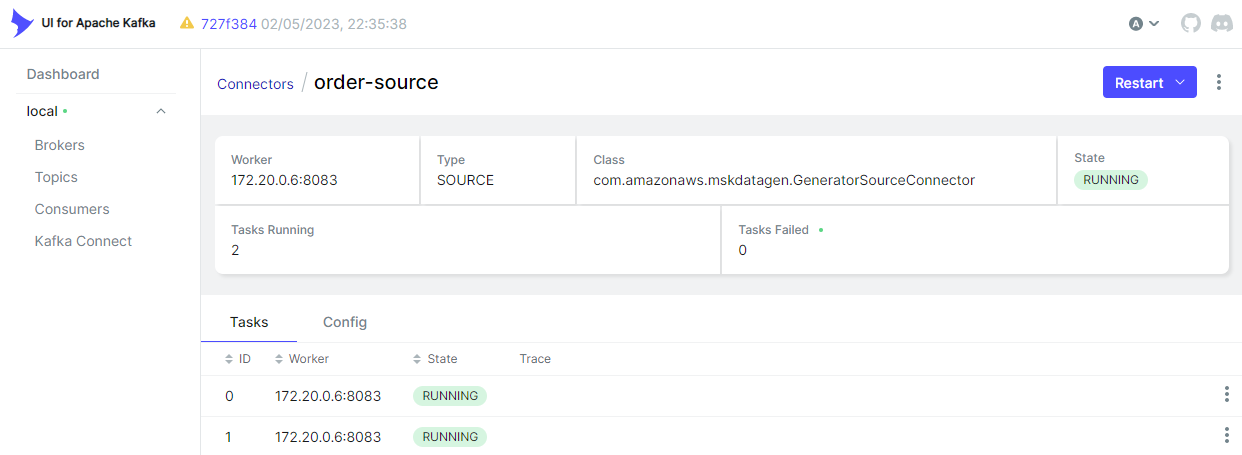 UI for Apache Kafka 727f384 02/05/2023, 22:35:38 A
Dashboard
local
Brokers
Topics
Consumers
Kafka Connect
Connectors / order-source Restart
Worker Type Class State
172.20.0.6:8083 SOURCE com.amazonaws.mskdatagen.GeneratorSourceConnector RUNNING
Tasks Running Tasks Failed
2 0
Tasks Config
ID Worker State Trace
0 172.20.0.6:8083 RUNNING
1 172.20.0.6:8083 RUNNING